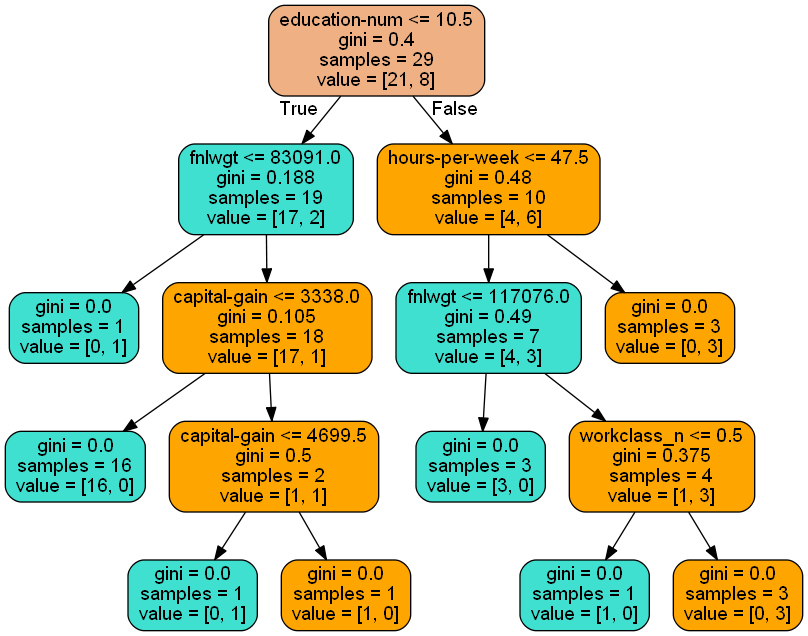 education-num <= 10.5
gini = 0.4
samples = 29
value = [21, 8]
True
False
fnlwgt <= 83091.0
gini = 0.188
samples = 19
value = [17, 2]
hours-per-week <= 47.5
gini = 0.48
samples = 10
value = [4, 6]
gini = 0.0
samples = 1
value = [0, 1]
capital-gain <= 3338.0
gini = 0.105
samples = 18
value = [17, 1]
fnlwgt <= 117076.0
gini = 0.49
samples = 7
value = [4, 3]
gini = 0.0
samples = 3
value = [0, 3]
gini = 0.0
samples = 16
value = [16, 0]
capital-gain <= 4699.5
gini = 0.5
samples = 2
value = [1, 1]
gini = 0.0
samples = 3
value = [3, 0]
workclass_n <= 0.5
gini = 0.375
samples = 4
value = [1, 3]
gini = 0.0
samples = 1
value = [0, 1]
gini = 0.0
samples = 1
value = [1, 0]
gini = 0.0
samples = 1
value = [1, 0]
gini = 0.0
samples = 3
value = [0, 3]